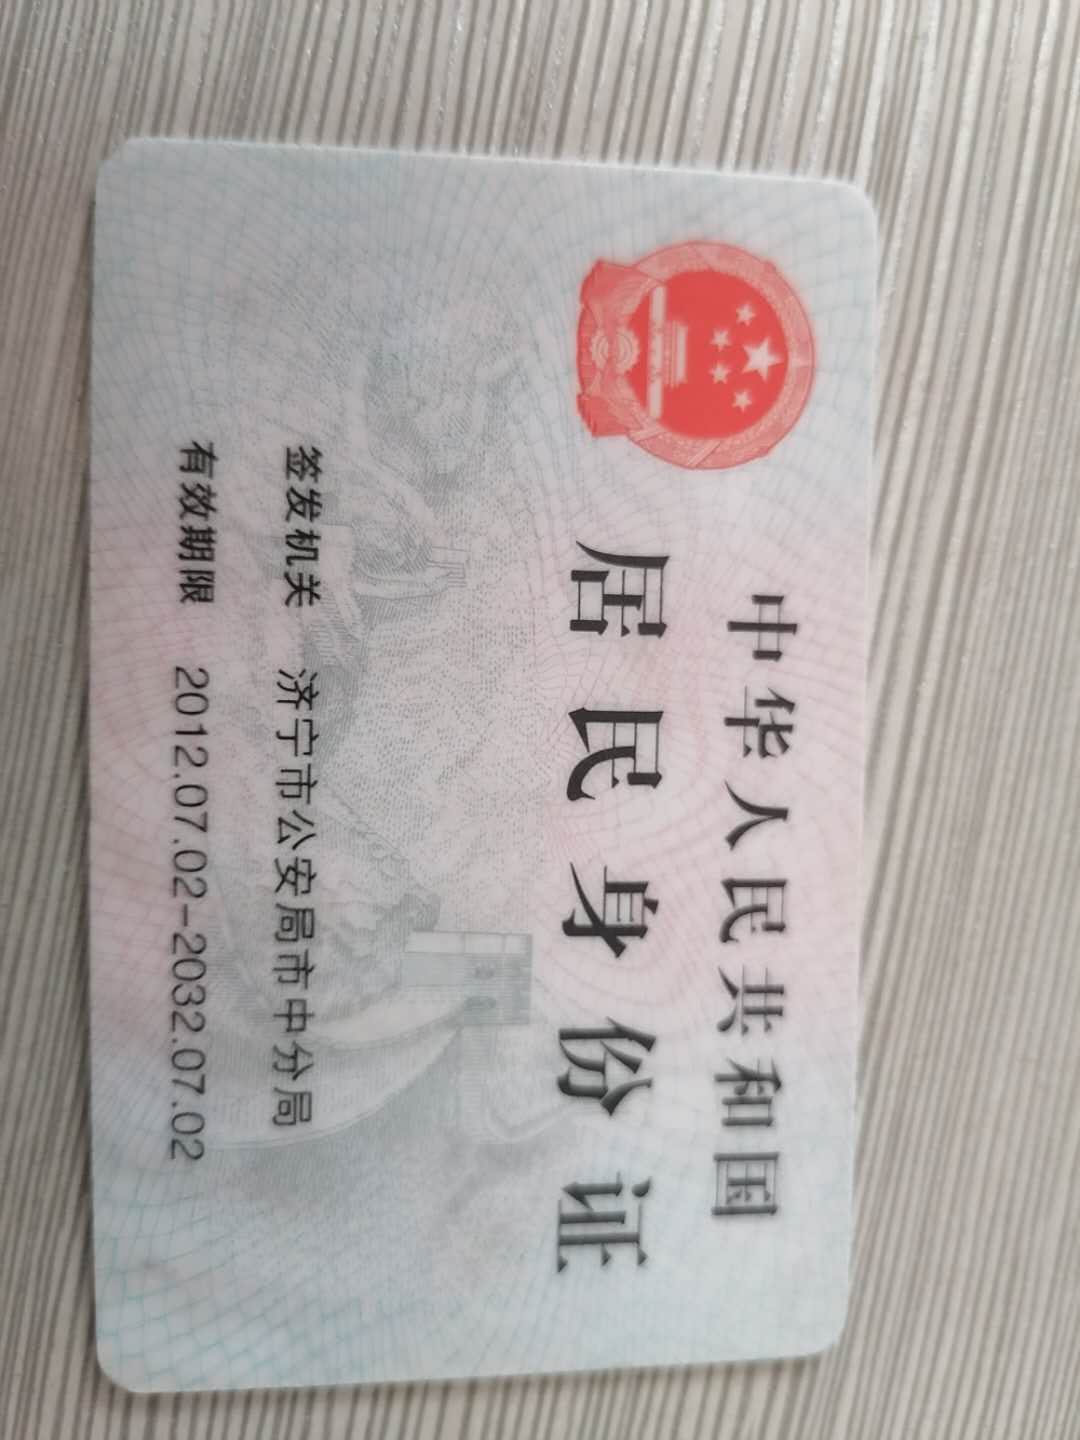 中华人民共和国
居民身份证
签发机关 济宁市公安局市中分局
有效期限 2012.07.02-2032.07.02